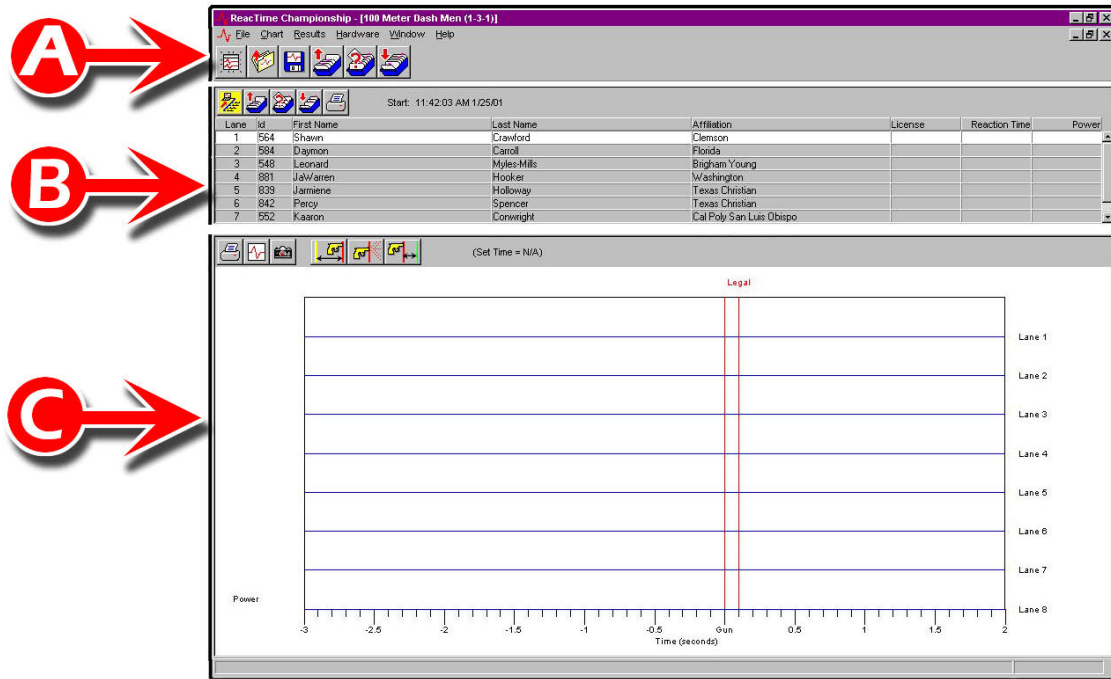 A
ReacTime Championship - [100 Meter Dash Men (1-3-1)]
File Chart Results Hardware Window Help
B
Start: 11:42:03 AM 1/25/01
Lane Id First Name Last Name Affiliation License Reaction Time Power
1 564 Shawn Crawford Clemson
2 584 Daymon Carroll Florida
3 548 Leonard Myles-Mills Brigham Young
4 881 JaWarren Hooker Washington
5 839 Jarmiene Holloway Texas Christian
6 842 Percy Spencer Texas Christian
7 552 Kaaron Conwright Cal Poly San Luis Obispo
C
(Set Time = N/A)
Legal
Lane 1
Lane 2
Lane 3
Lane 4
Lane 5
Lane 6
Lane 7
Lane 8
Power
-3 -2.5 -2 -1.5 -1 -0.5 Gun 0.5 1 1.5 2
Time (seconds)